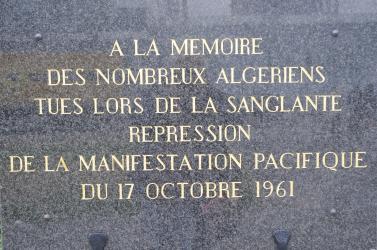 A LA MEMOIRE
DES NOMBREUX ALGERIENS
TUES LORS DE LA SANGLANTE
REPRESSION
DE LA MANIFESTATION PACIFIQUE
DU 17 OCTOBRE 1961